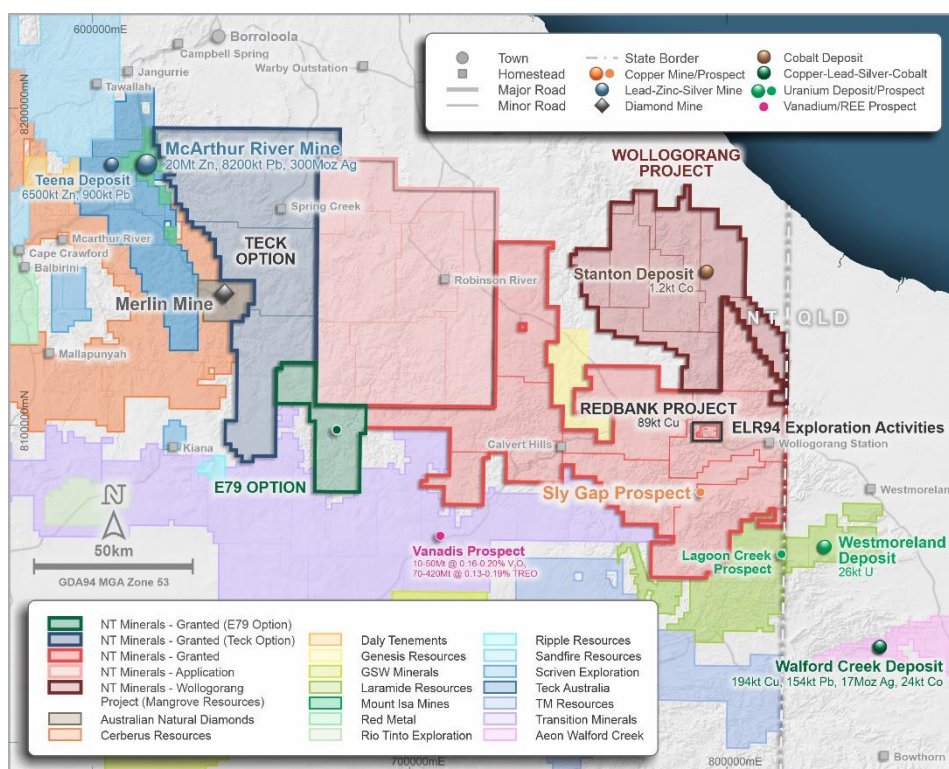 600000mE
Borroloola
Campbell Spring
Jangurrie
Warby Outstation
Tawallah
8200000mN
Town
Homestead
Major Road
Minor Road
State Border
Copper Mine/Prospect
Lead-Zinc-Silver Mine
Diamond Mine
Cobalt Deposit
Copper-Lead-Silver-Cobalt
Uranium Deposit/Prospect
Vanadium/REE Prospect
McArthur River Mine
20Mt Zn, 8200kt Pb, 300Moz Ag
Teena Deposit
6500kt Zn, 900kt Pb
WOLLOGORANG
PROJECT
Spring Creek
Mcarthur River
Cape Crawford
Balbirini
TECK
OPTION
Merlin Mine
Robinson River
Stanton Deposit
1.2kt Co
NT
QLD
Mallapunyah
8100000mN
Kiana
E79 OPTION
REDBANK PROJECT
89kt Cu
ELR94 Exploration Activities
Calvert Hills
Wollogorang Station
Sly Gap Prospect
Westmoreland
N
50km
GDA94 MGA Zone 53
Vanadis Prospect
10-50Mt @ 0.16-0.20% V₂O₅
70-420Mt @ 0.13-0.19% TREO
Lagoon Creek
Prospect
Westmoreland
Deposit
26kt U
Walford Creek Deposit
194kt Cu, 154kt Pb, 17Moz Ag, 24kt Co
NT Minerals - Granted (E79 Option)
NT Minerals - Granted (Teck Option)
NT Minerals - Granted
NT Minerals - Application
NT Minerals - Wollogorang
Project (Mangrove Resources)
Australian Natural Diamonds
Cerberus Resources
Daly Tenements
Genesis Resources
GSW Minerals
Laramide Resources
Mount Isa Mines
Red Metal
Rio Tinto Exploration
Ripple Resources
Sandfire Resources
Scriven Exploration
Teck Australia
TM Resources
Transition Minerals
Aeon Walford Creek
700000mE
800000mE
Bowthorn